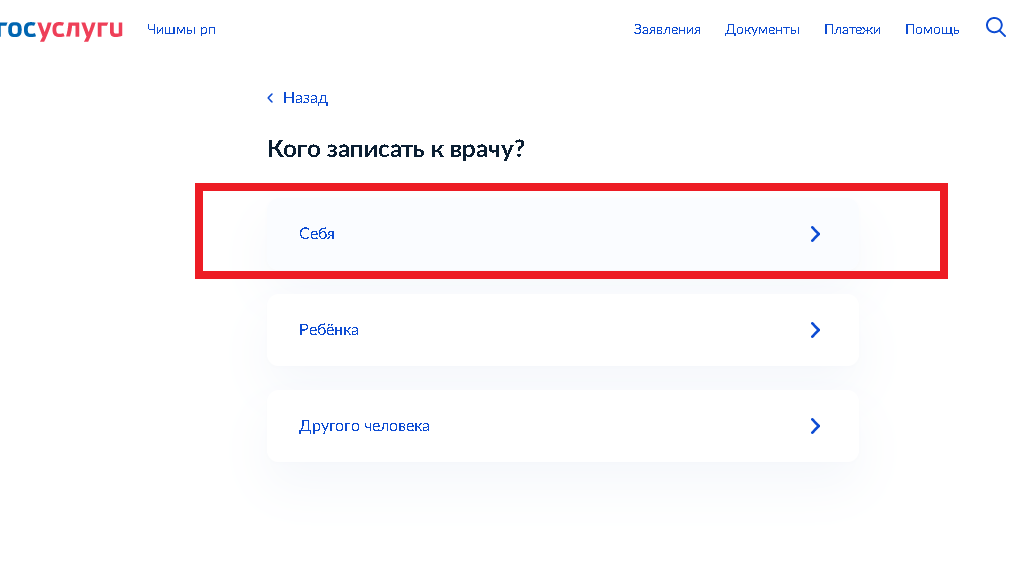 госуслуги Чишмы рп Заявления Документы Платежи Помощь
Назад
Кого записать к врачу?
Себя
Ребёнка
Другого человека